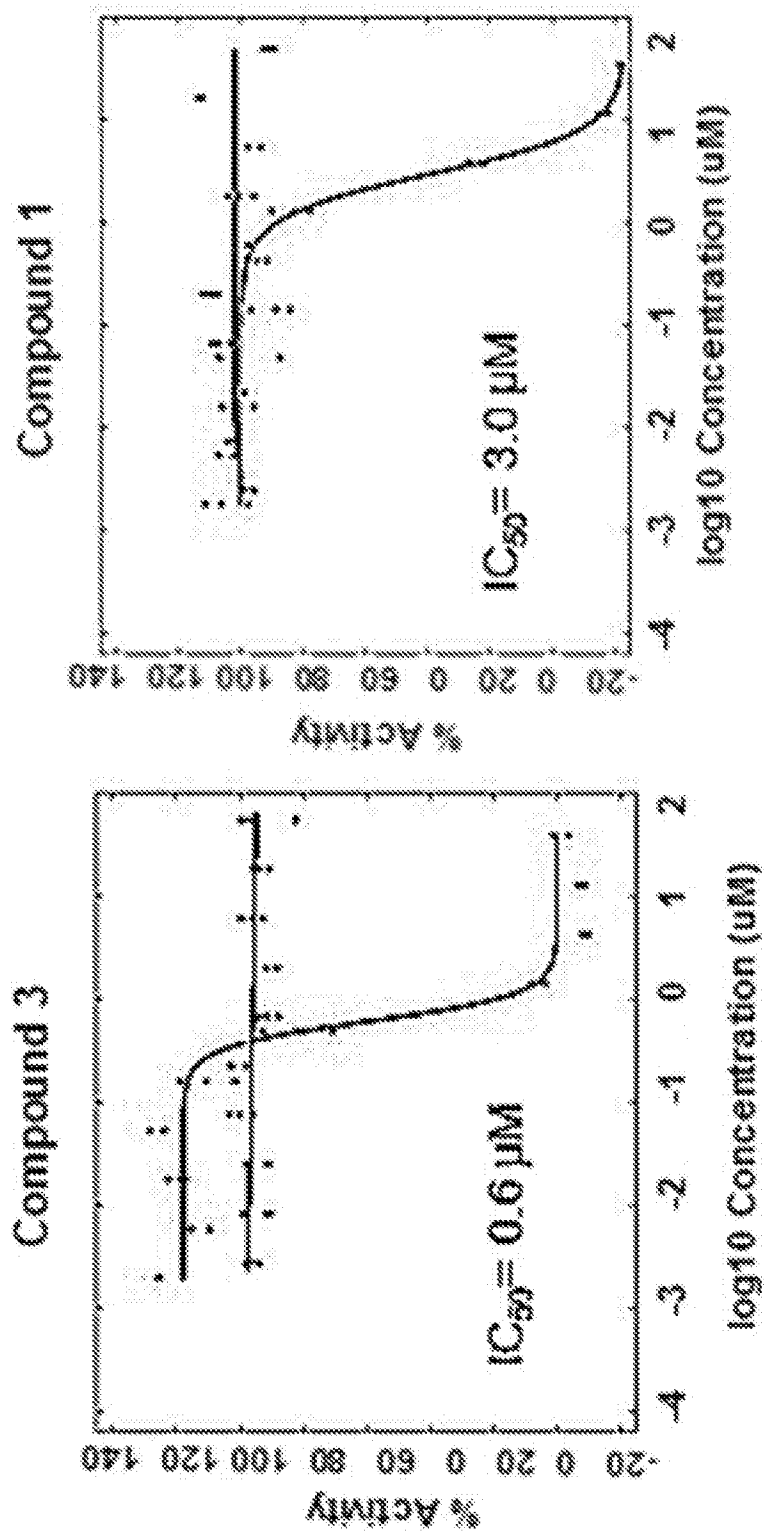 Compound 3
% Activity
140
120
100
80
60
0
20
0
-20
IC50= 0.6 µM
-4 -3 -2 -1 0 1 2
log10 Concentration (uM)
Compound 1
% Activity
140
120
100
80
60
0
20
0
-20
IC50= 3.0 µM
-4 -3 -2 -1 0 1 2
log10 Concentration (uM)